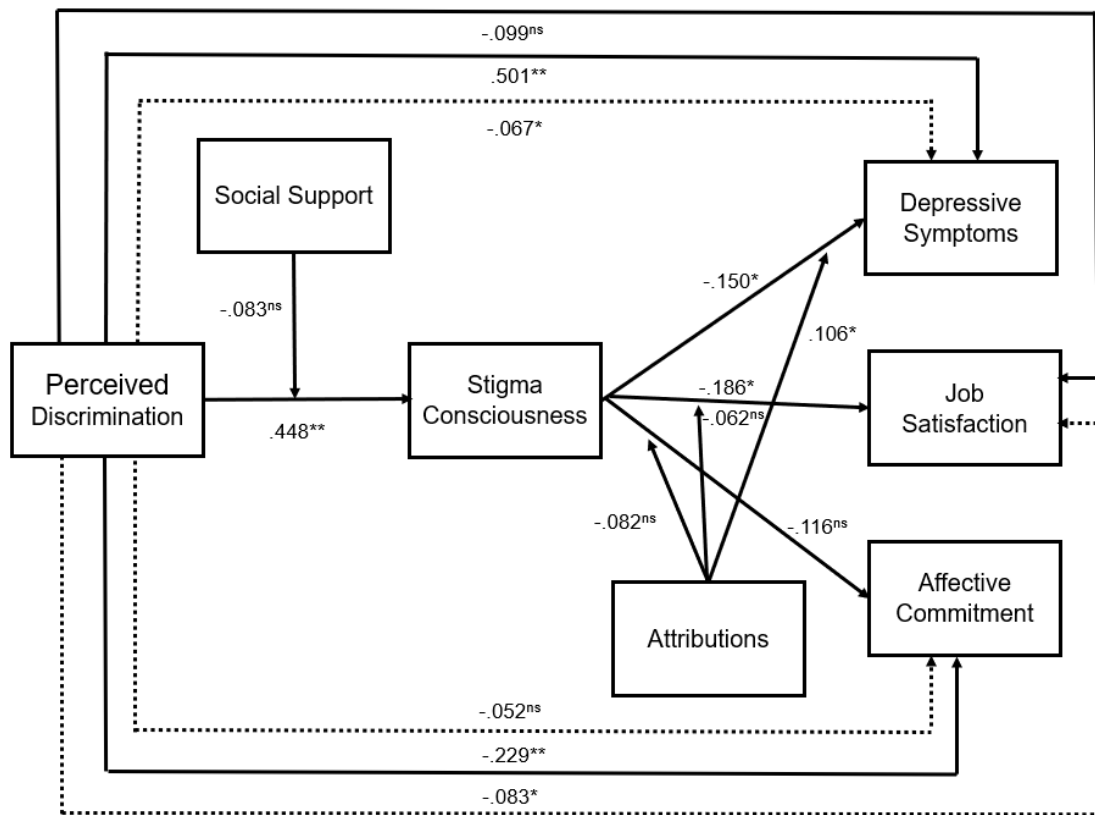 -.099ns
.501**
-.067*
Social Support
Depressive
Symptoms
-.150*
-.083ns
.106*
Perceived
Discrimination
Stigma
Consciousness
-.186*
-.062ns
Job
Satisfaction
.448**
-.082ns
-.116ns
Affective
Commitment
Attributions
-.052ns
-.229**
-.083*